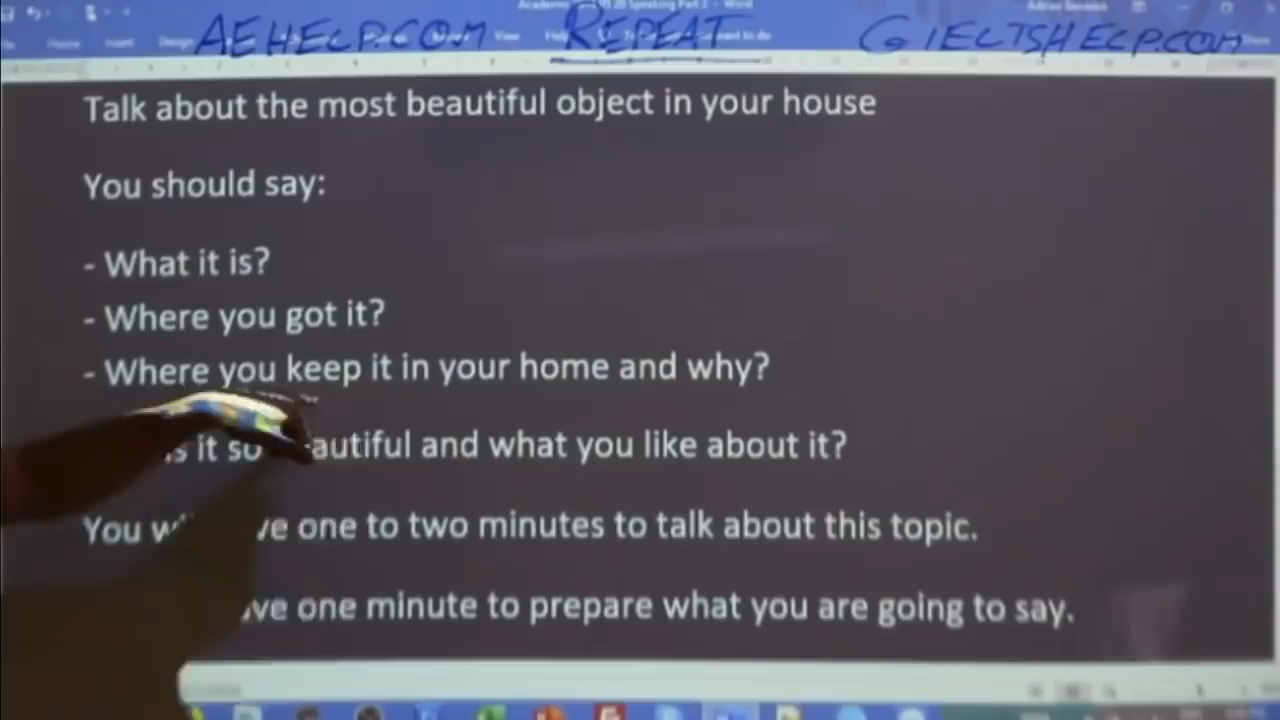 AEHELP.COM REPEAT GIELTSHELP.COM
Talk about the most beautiful object in your house
You should say:
- What it is?
- Where you got it?
- Where you keep it in your home and why?
it so autiful and what you like about it?
You ve one to two minutes to talk about this topic.
ve one minute to prepare what you are going to say.